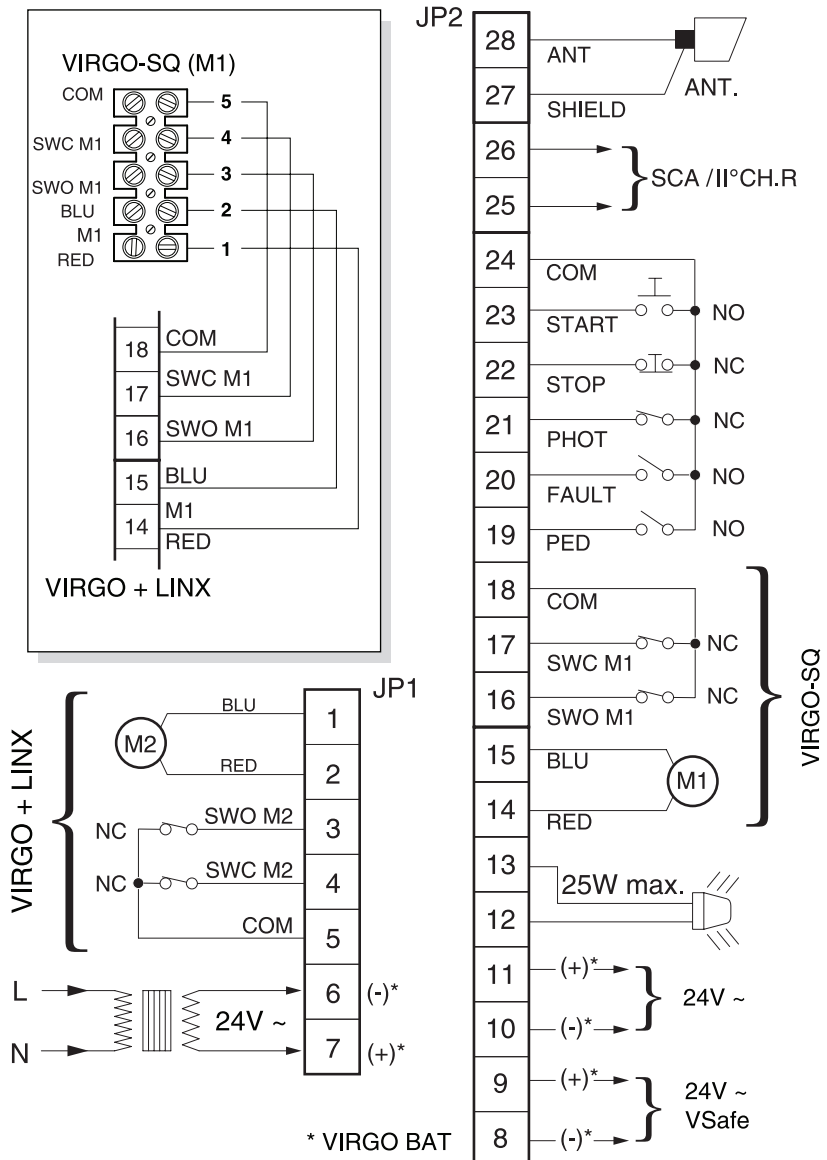 VIRGO-SQ (M1)
COM
5
SWC M1
4
SWO M1
3
BLU
2
M1
RED
1
18 COM
17 SWC M1
16 SWO M1
15 BLU
14 M1
RED
VIRGO + LINX
JP2
28 ANT
ANT.
27 SHIELD
26
SCA /II°CH.R
25
24 COM
23 START NO
22 STOP NC
21 PHOT NC
20 FAULT NO
19 PED NO
18 COM
17 SWC M1 NC
16 SWO M1 NC
15 BLU
M1
14 RED
VIRGO-SQ
13
25W max.
12
11 (+)*
24V ~
10 (-)*
9 (+)*
24V ~
VSafe
8 (-)*
JP1
VIRGO + LINX
M2
BLU 1
RED 2
NC SWO M2 3
NC SWC M2 4
COM 5
L
6 (-)*
24V ~
N
7 (+)*
* VIRGO BAT